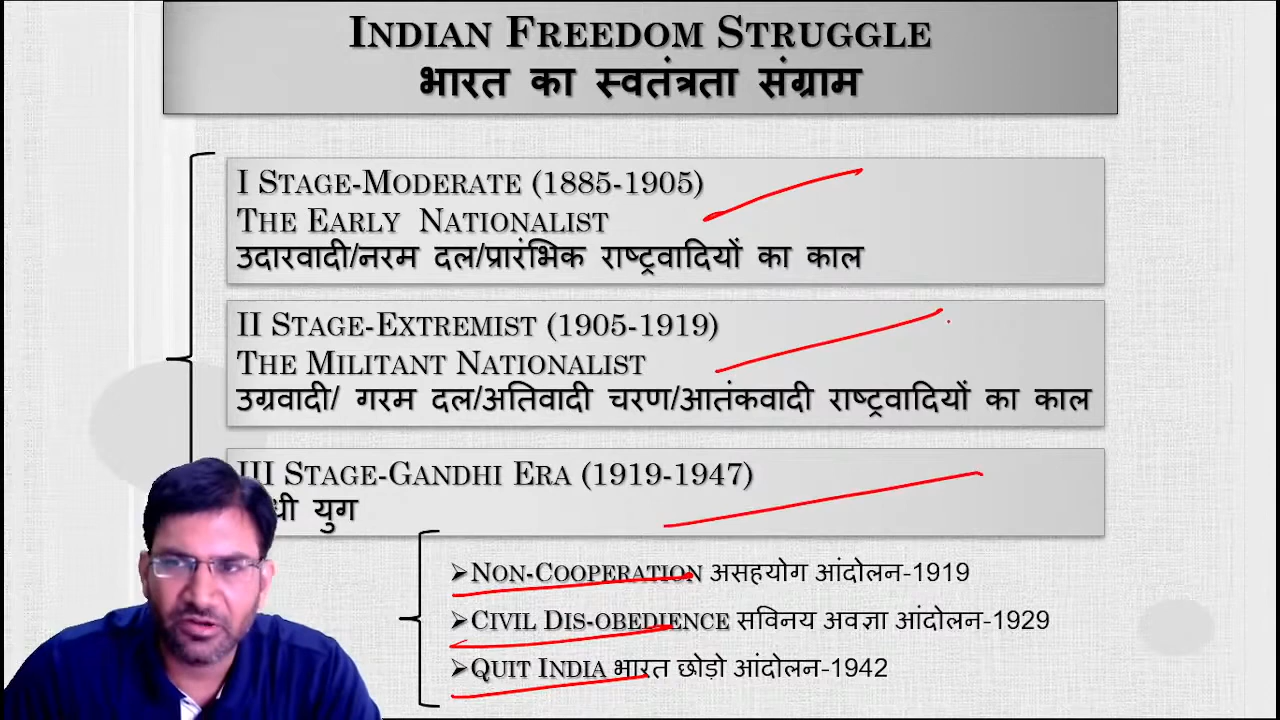 INDIAN FREEDOM STRUGGLE
भारत का स्वतंत्रता संग्राम
I STAGE-MODERATE (1885-1905)
THE EARLY NATIONALIST
उदारवादी/नरम दल/प्रारंभिक राष्ट्रवादियों का काल
II STAGE-EXTREMIST (1905-1919)
THE MILITANT NATIONALIST
उग्रवादी/ गरम दल/अतिवादी चरण/आतंकवादी राष्ट्रवादियों का काल
III STAGE-GANDHI ERA (1919-1947)
युग
➢NON-COOPERATION असहयोग आंदोलन-1919
➢CIVIL DIS-OBEDIENCE सविनय अवज्ञा आंदोलन-1929
➢QUIT INDIA भारत छोड़ो आंदोलन-1942